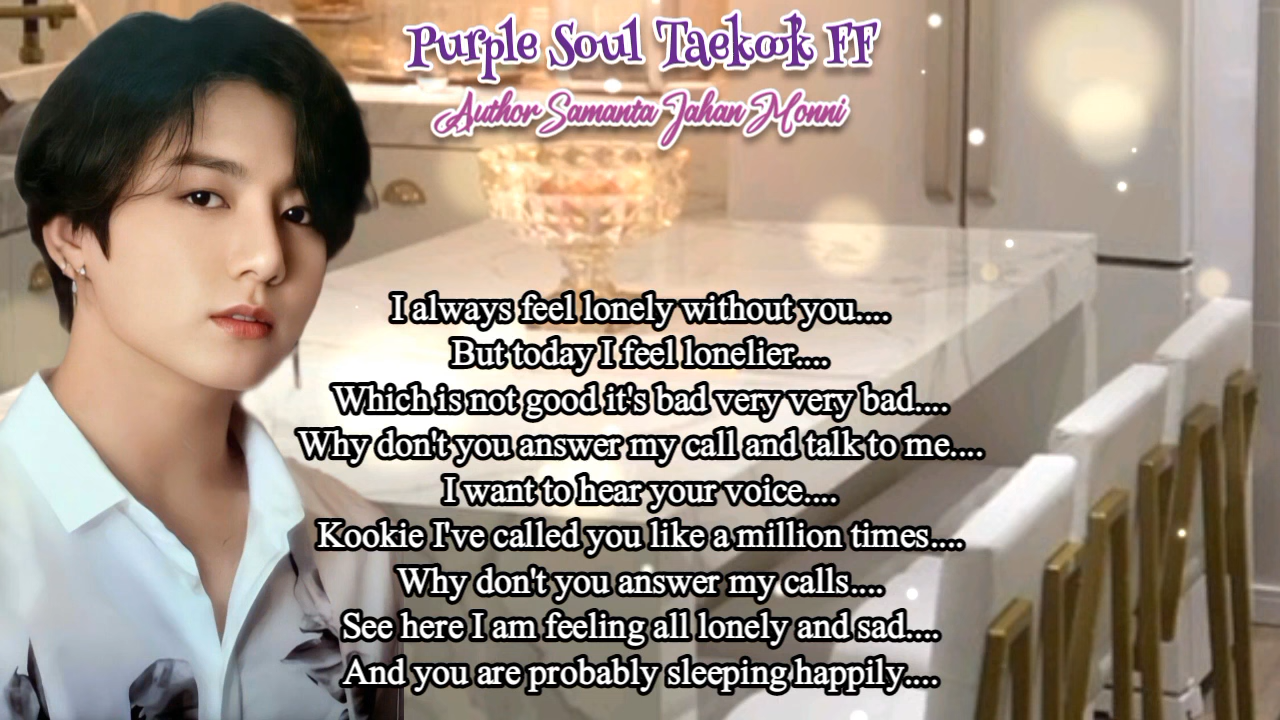 Purple Soul Taekook FF
Author Samanta Jahan Monni
I always feel lonely without you....
But today I feel lonelier....
Which is not good it's bad very very bad....
Why don't you answer my call and talk to me....
I want to hear your voice....
Kookie I've called you like a million times....
Why don't you answer my calls....
See here I am feeling all lonely and sad....
And you are probably sleeping happily....